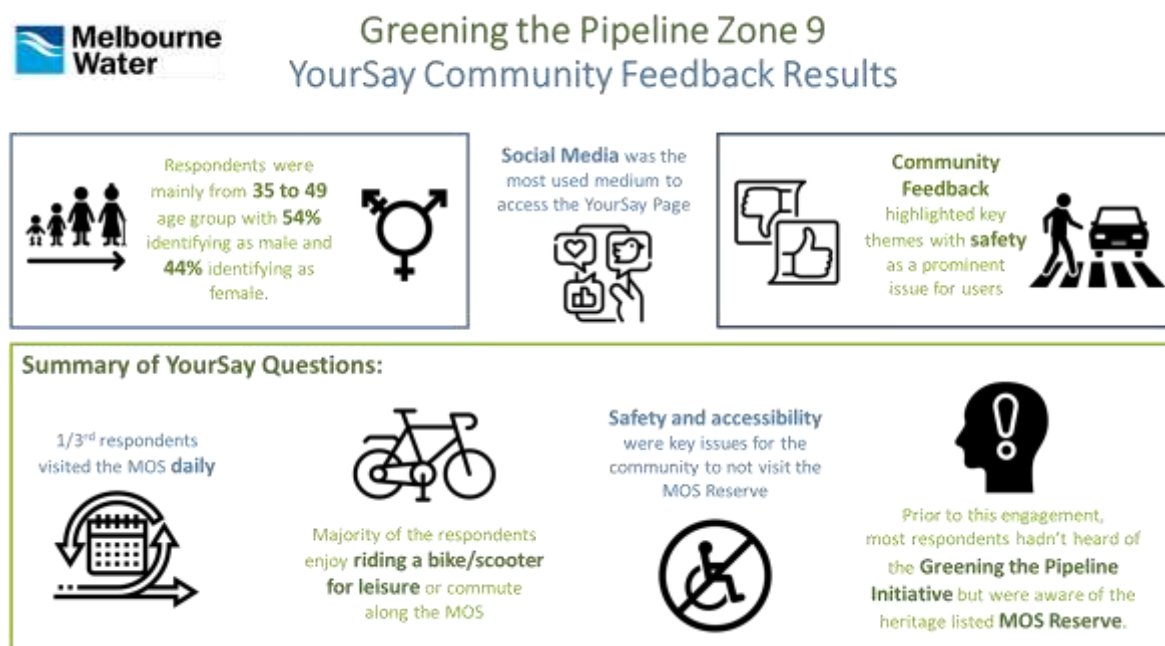 Melbourne
Water
Greening the Pipeline Zone 9
YourSay Community Feedback Results
Respondents were
mainly from 35 to 49
age group with 54%
identifying as male and
44% identifying as
female.
Social Media was the
most used medium to
access the YourSay Page
Community
Feedback
highlighted key
themes with safety
as a prominent
issue for users
Summary of YourSay Questions:
1/3rd respondents
visited the MOS daily
Majority of the respondents
enjoy riding a bike/scooter
for leisure or commute
along the MOS
Safety and accessibility
were key issues for the
community to not visit the
MOS Reserve
Prior to this engagement,
most respondents hadn't heard of
the Greening the Pipeline
Initiative but were aware of the
heritage listed MOS Reserve.